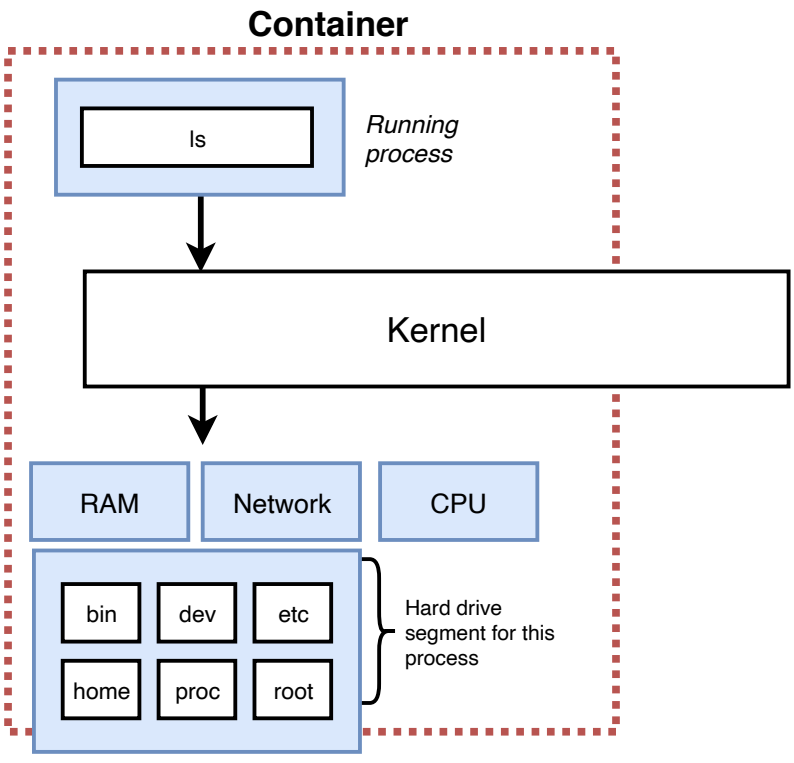 Container
ls
Running
process
Kernel
RAM
Network
CPU
bin
dev
etc
home
proc
root
Hard drive
segment for this
process